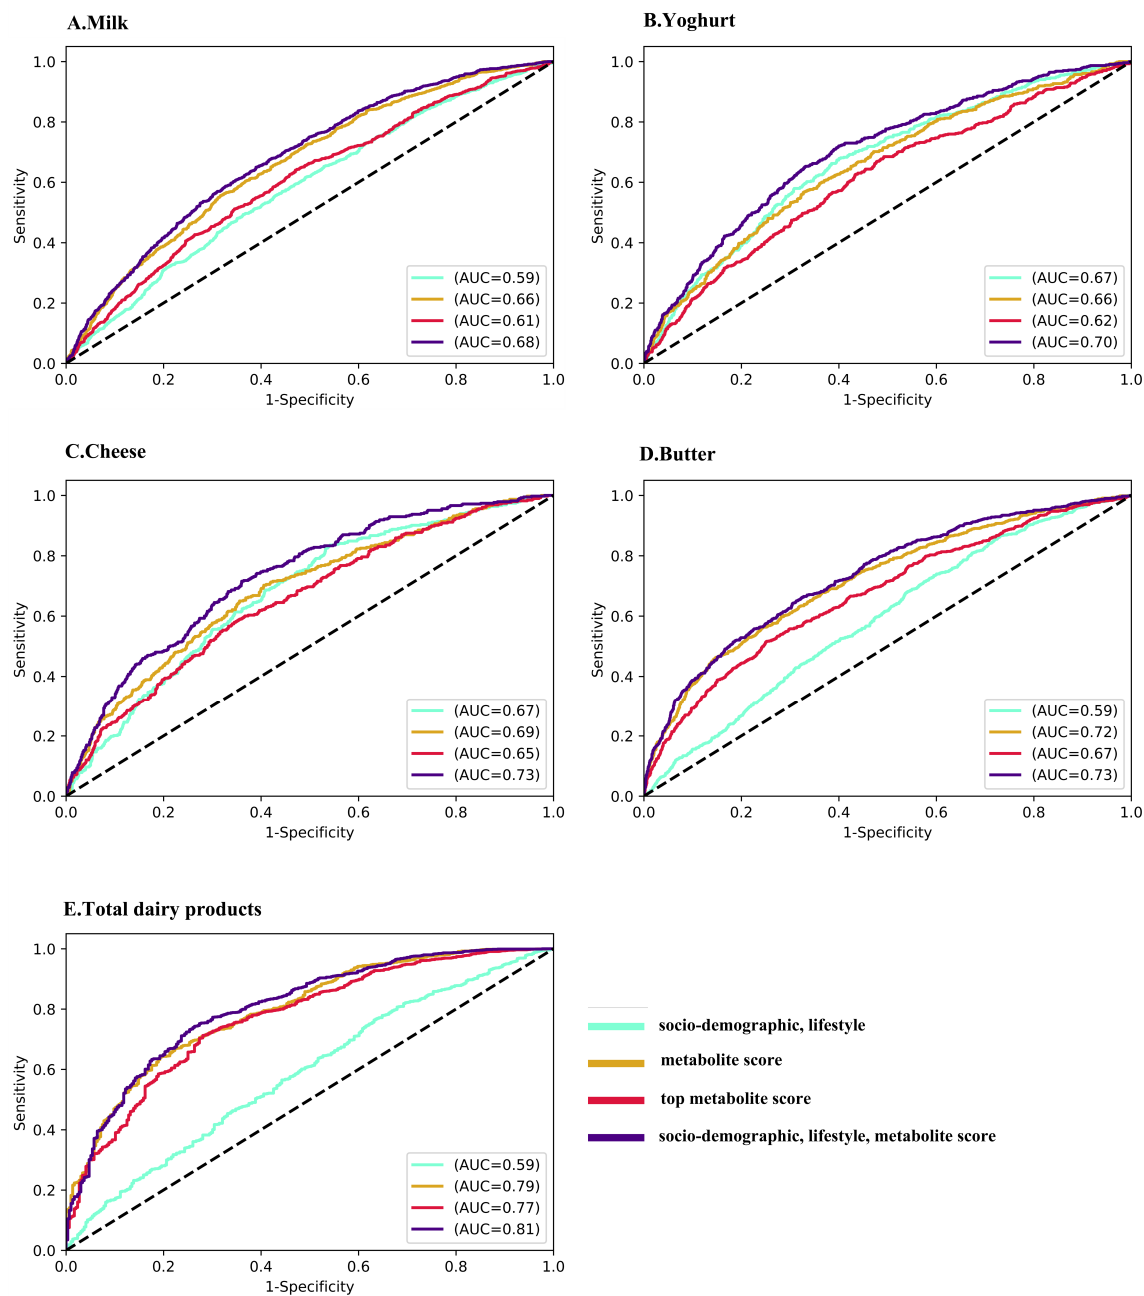 A.Milk
1.0
0.8
0.6
0.4
0.2
0.0
Sensitivity
(AUC=0.59)
(AUC=0.66)
(AUC=0.61)
(AUC=0.68)
0.0 0.2 0.4 0.6 0.8 1.0
1-Specificity
B.Yoghurt
1.0
0.8
0.6
0.4
0.2
0.0
Sensitivity
(AUC=0.67)
(AUC=0.66)
(AUC=0.62)
(AUC=0.70)
0.0 0.2 0.4 0.6 0.8 1.0
1-Specificity
C.Cheese
1.0
0.8
0.6
0.4
0.2
0.0
Sensitivity
(AUC=0.67)
(AUC=0.69)
(AUC=0.65)
(AUC=0.73)
0.0 0.2 0.4 0.6 0.8 1.0
1-Specificity
D.Butter
1.0
0.8
0.6
0.4
0.2
0.0
Sensitivity
(AUC=0.59)
(AUC=0.72)
(AUC=0.67)
(AUC=0.73)
0.0 0.2 0.4 0.6 0.8 1.0
1-Specificity
E.Total dairy products
1.0
0.8
0.6
0.4
0.2
0.0
Sensitivity
(AUC=0.59)
(AUC=0.79)
(AUC=0.77)
(AUC=0.81)
0.0 0.2 0.4 0.6 0.8 1.0
1-Specificity
socio-demographic, lifestyle
metabolite score
top metabolite score
socio-demographic, lifestyle, metabolite score